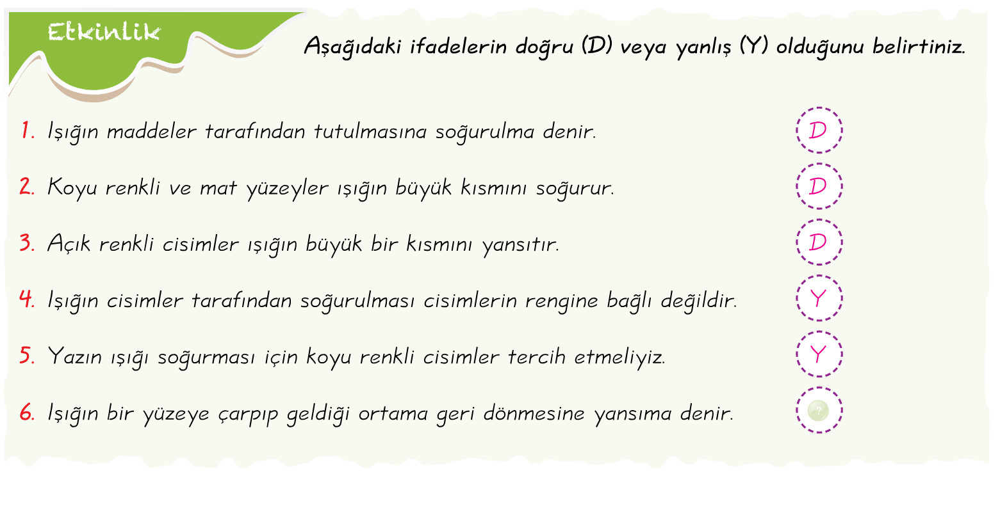 Etkinlik
Aşağıdaki ifadelerin doğru (D) veya yanlış (Y) olduğunu belirtiniz.
1. Işığın maddeler tarafından tutulmasına soğurulma denir. D
2. Koyu renkli ve mat yüzeyler ışığın büyük kısmını soğurur. D
3. Açık renkli cisimler ışığın büyük bir kısmını yansıtır. D
4. Işığın cisimler tarafından soğurulması cisimlerin rengine bağlı değildir. Y
5. Yazın ışığı soğurması için koyu renkli cisimler tercih etmeliyiz. Y
6. Işığın bir yüzeye çarpıp geldiği ortama geri dönmesine yansıma denir. ?